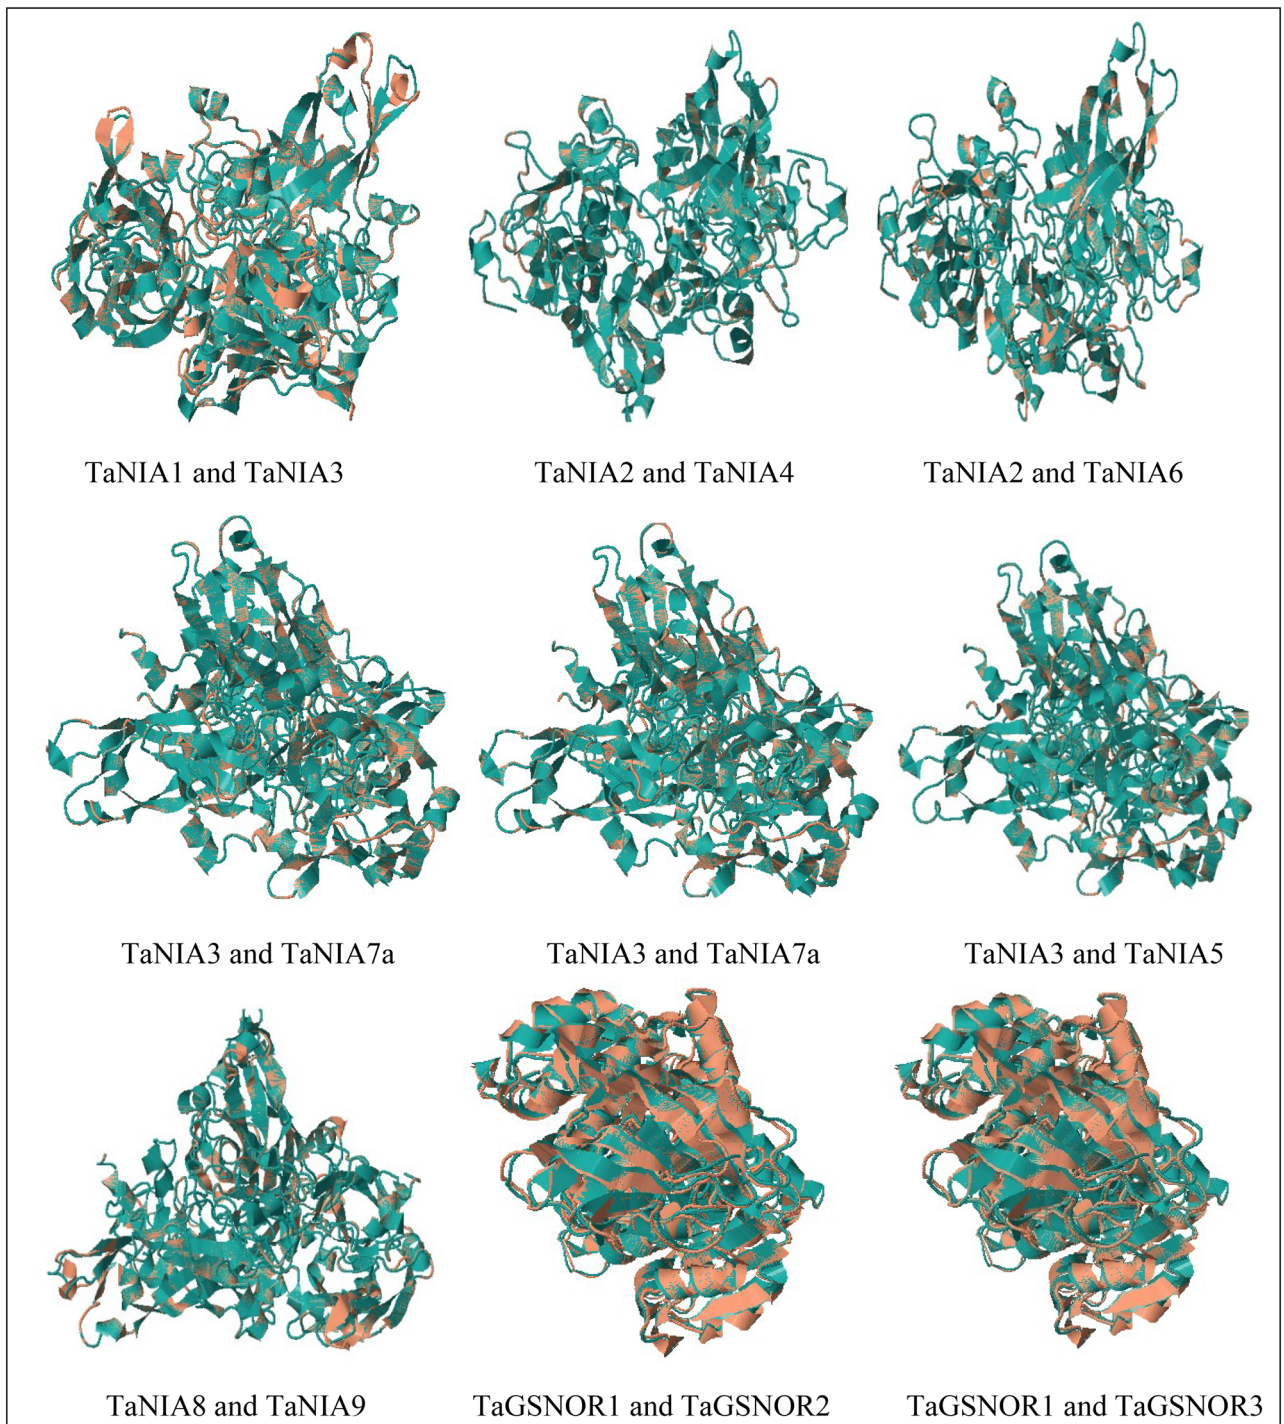 TaNIA1 and TaNIA3
TaNIA2 and TaNIA4
TaNIA2 and TaNIA6
TaNIA3 and TaNIA7a
TaNIA3 and TaNIA7a
TaNIA3 and TaNIA5
TaNIA8 and TaNIA9
TaGSNOR1 and TaGSNOR2
TaGSNOR1 and TaGSNOR3